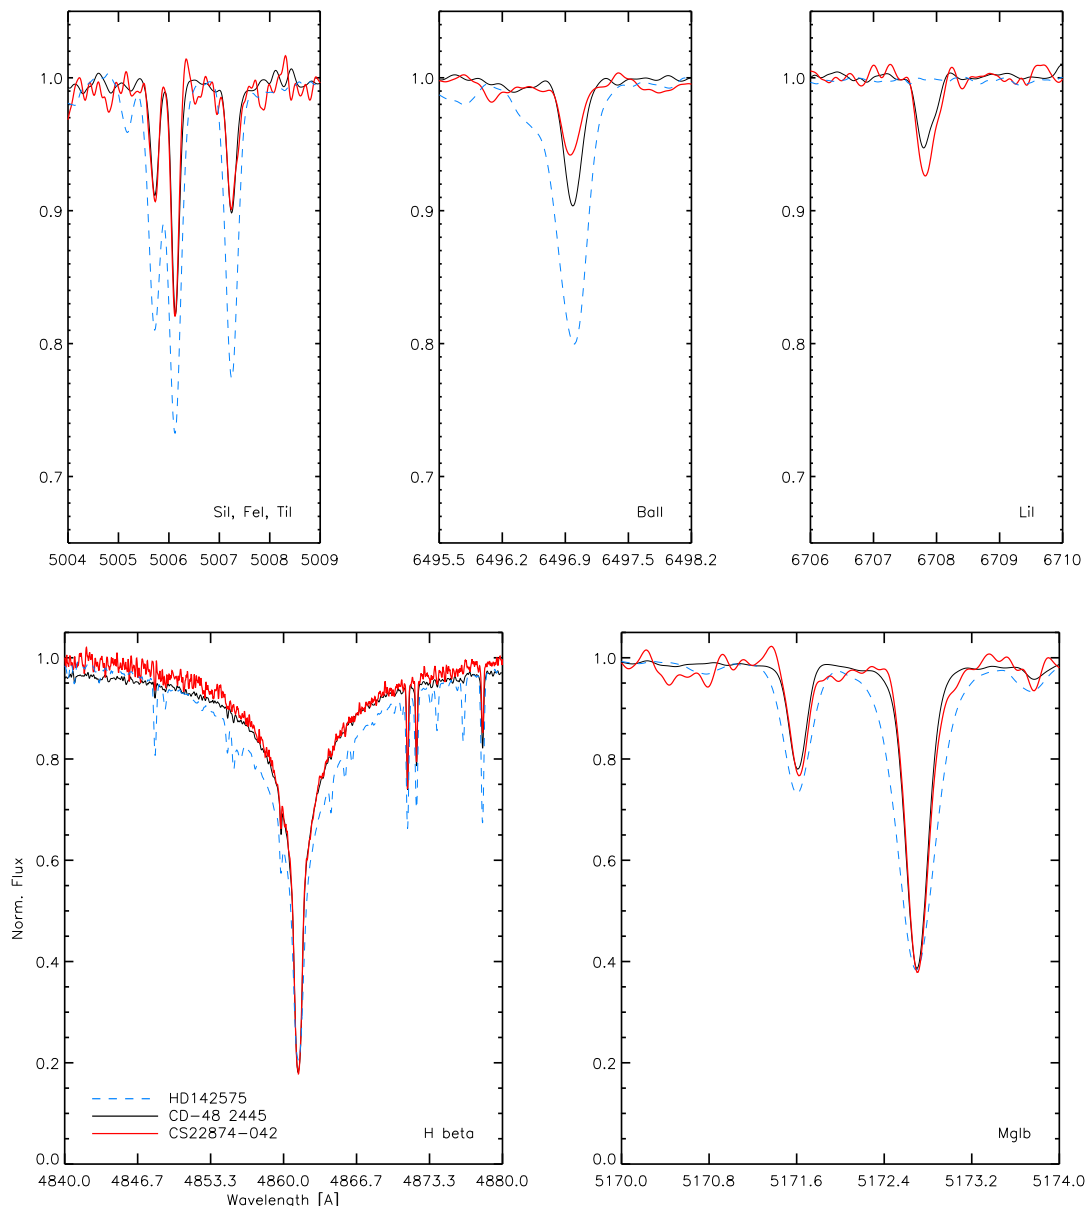 1.0
0.9
0.8
0.7
SiI, FeI, TiI
5004 5005 5006 5007 5008 5009
1.0
0.9
0.8
0.7
BaII
6495.5 6496.2 6496.9 6497.5 6498.2
1.0
0.9
0.8
0.7
LiI
6706 6707 6708 6709 6710
Norm. Flux
1.0
0.8
0.6
0.4
0.2
0.0
HD142575
CD-48 2445
CS22874-042
H beta
4840.0 4846.7 4853.3 4860.0 4866.7 4873.3 4880.0
Wavelength [A]
1.0
0.8
0.6
0.4
0.2
0.0
MgIb
5170.0 5170.8 5171.6 5172.4 5173.2 5174.0